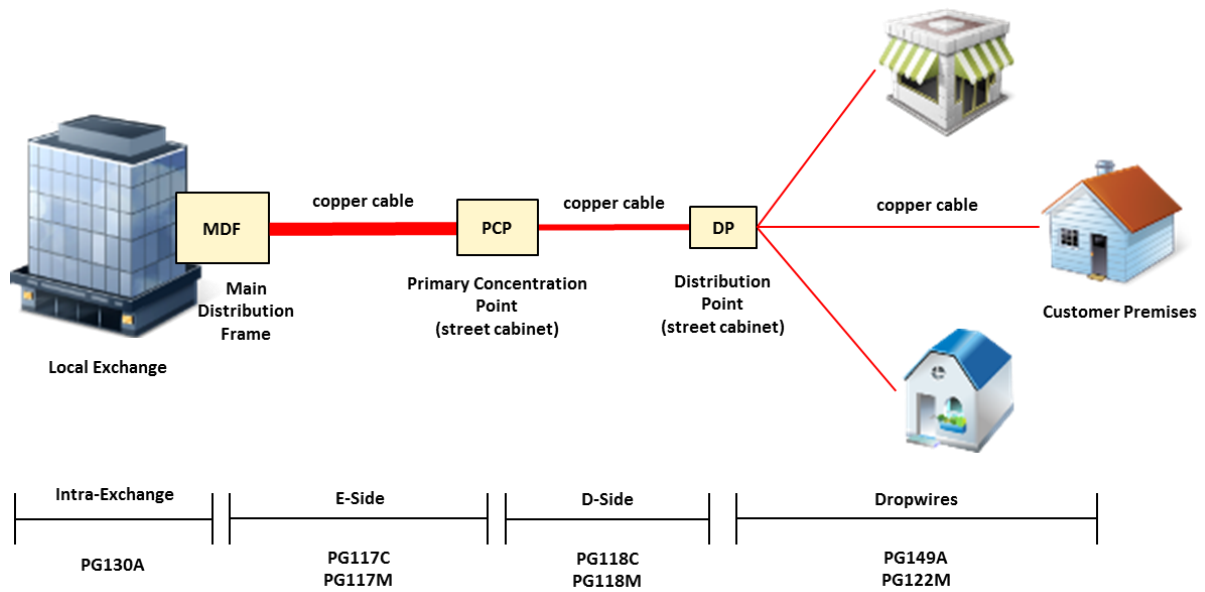 copper cable
copper cable
copper cable
MDF
PCP
DP
Main
Distribution
Frame
Primary Concentration
Point
(street cabinet)
Distribution
Point
(street cabinet)
Customer Premises
Local Exchange
Intra-Exchange
E-Side
D-Side
Dropwires
PG130A
PG117C
PG117M
PG118C
PG118M
PG149A
PG122M